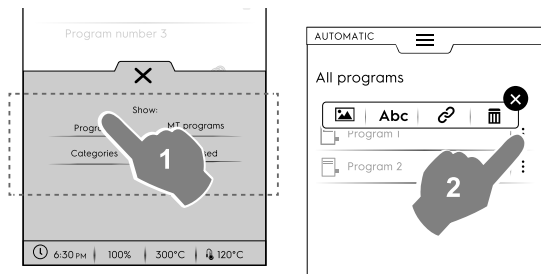 Program number 3
Show:
MT programs
Categories
1
6:30 PM 100% 300°C 120°C
AUTOMATIC
All programs
Abc
Program 1
Program 2
2